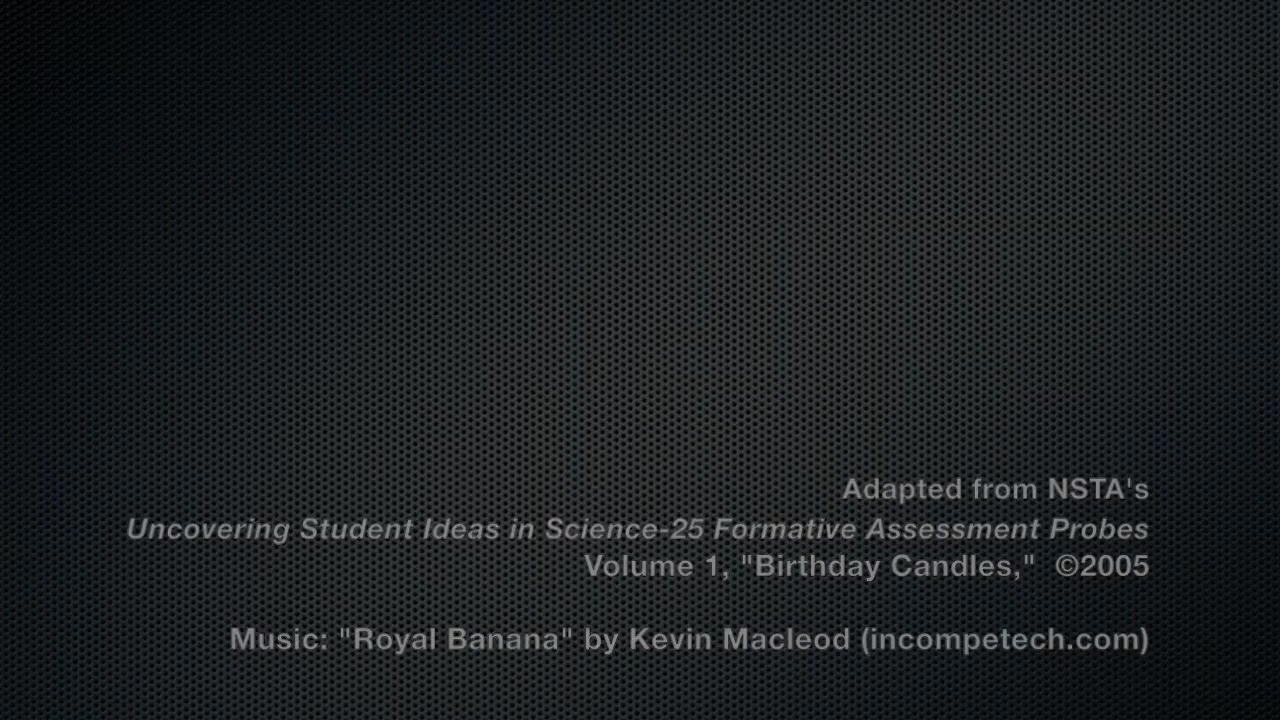 Adapted from NSTA's
Uncovering Student Ideas in Science-25 Formative Assessment Probes
Volume 1, "Birthday Candles,"  ©2005
Music: "Royal Banana" by Kevin Macleod (incompetech.com)